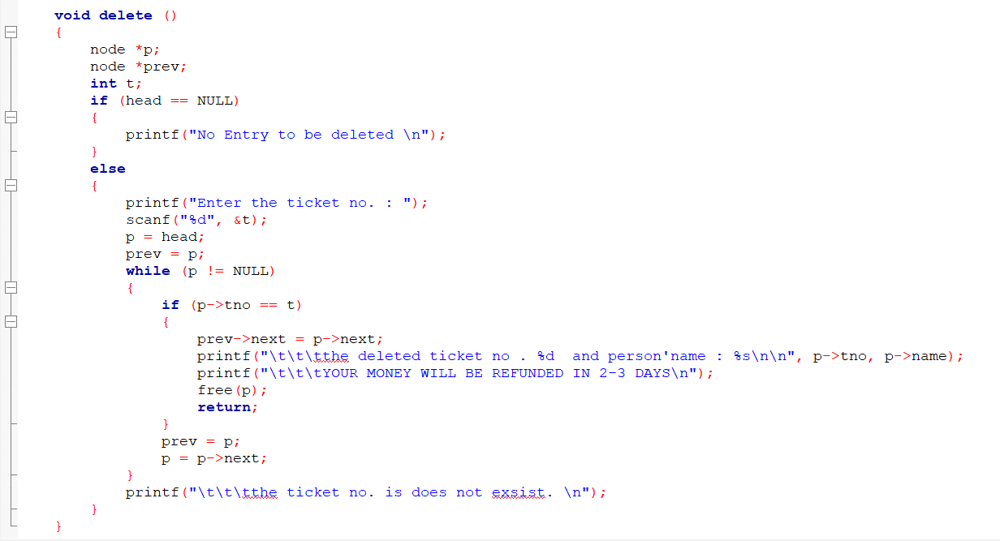 void delete ()
{
    node *p;
    node *prev;
    int t;
    if (head == NULL)
    {
        printf("No Entry to be deleted \n");
    }
    else
    {
        printf("Enter the ticket no. : ");
        scanf("%d", &t);
        p = head;
        prev = p;
        while (p != NULL)
        {
            if (p->tno == t)
            {
                prev->next = p->next;
                printf("\t\t\tthe deleted ticket no . %d  and person'name : %s\n\n", p->tno, p->name);
                printf("\t\t\tYOUR MONEY WILL BE REFUNDED IN 2-3 DAYS\n");
                free(p);
                return;
            }
            prev = p;
            p = p->next;
        }
        printf("\t\t\tthe ticket no. is does not exsist. \n");
    }
}